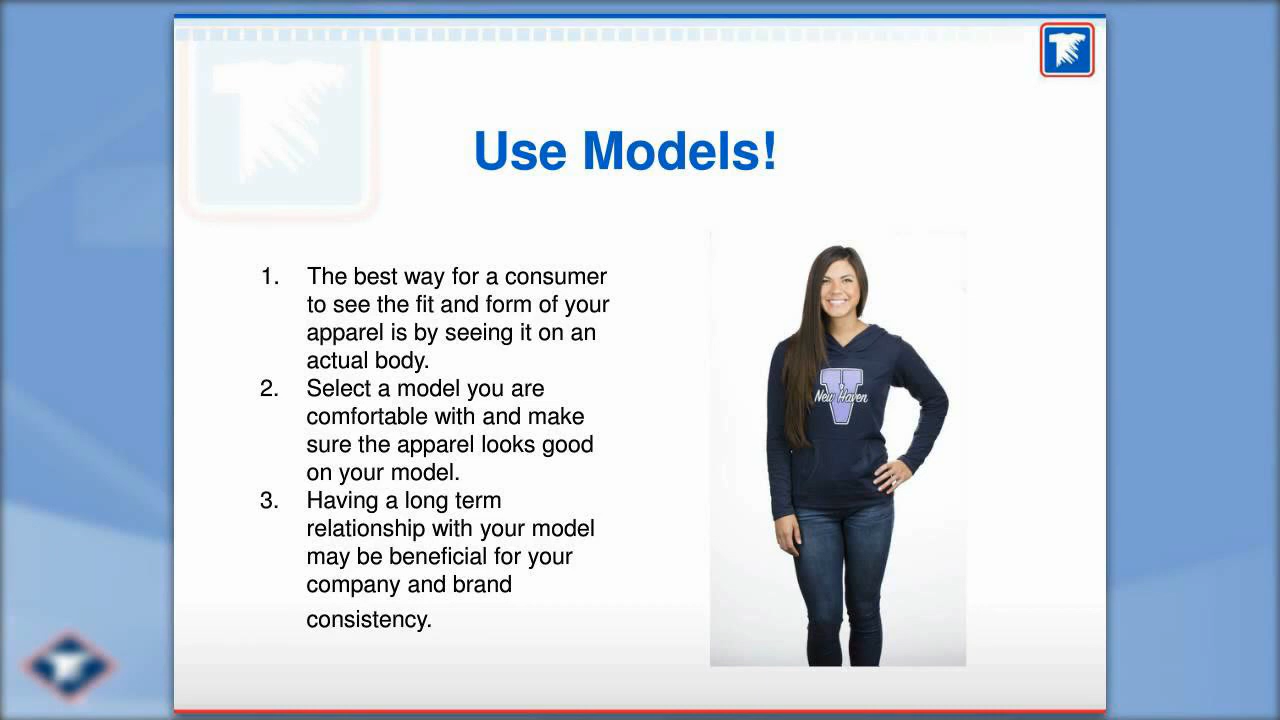 Use Models!
1. The best way for a consumer
to see the fit and form of your
apparel is by seeing it on an
actual body.
2. Select a model you are
comfortable with and make
sure the apparel looks good
on your model.
3. Having a long term
relationship with your model
may be beneficial for your
company and brand
consistency.
V
New Haven